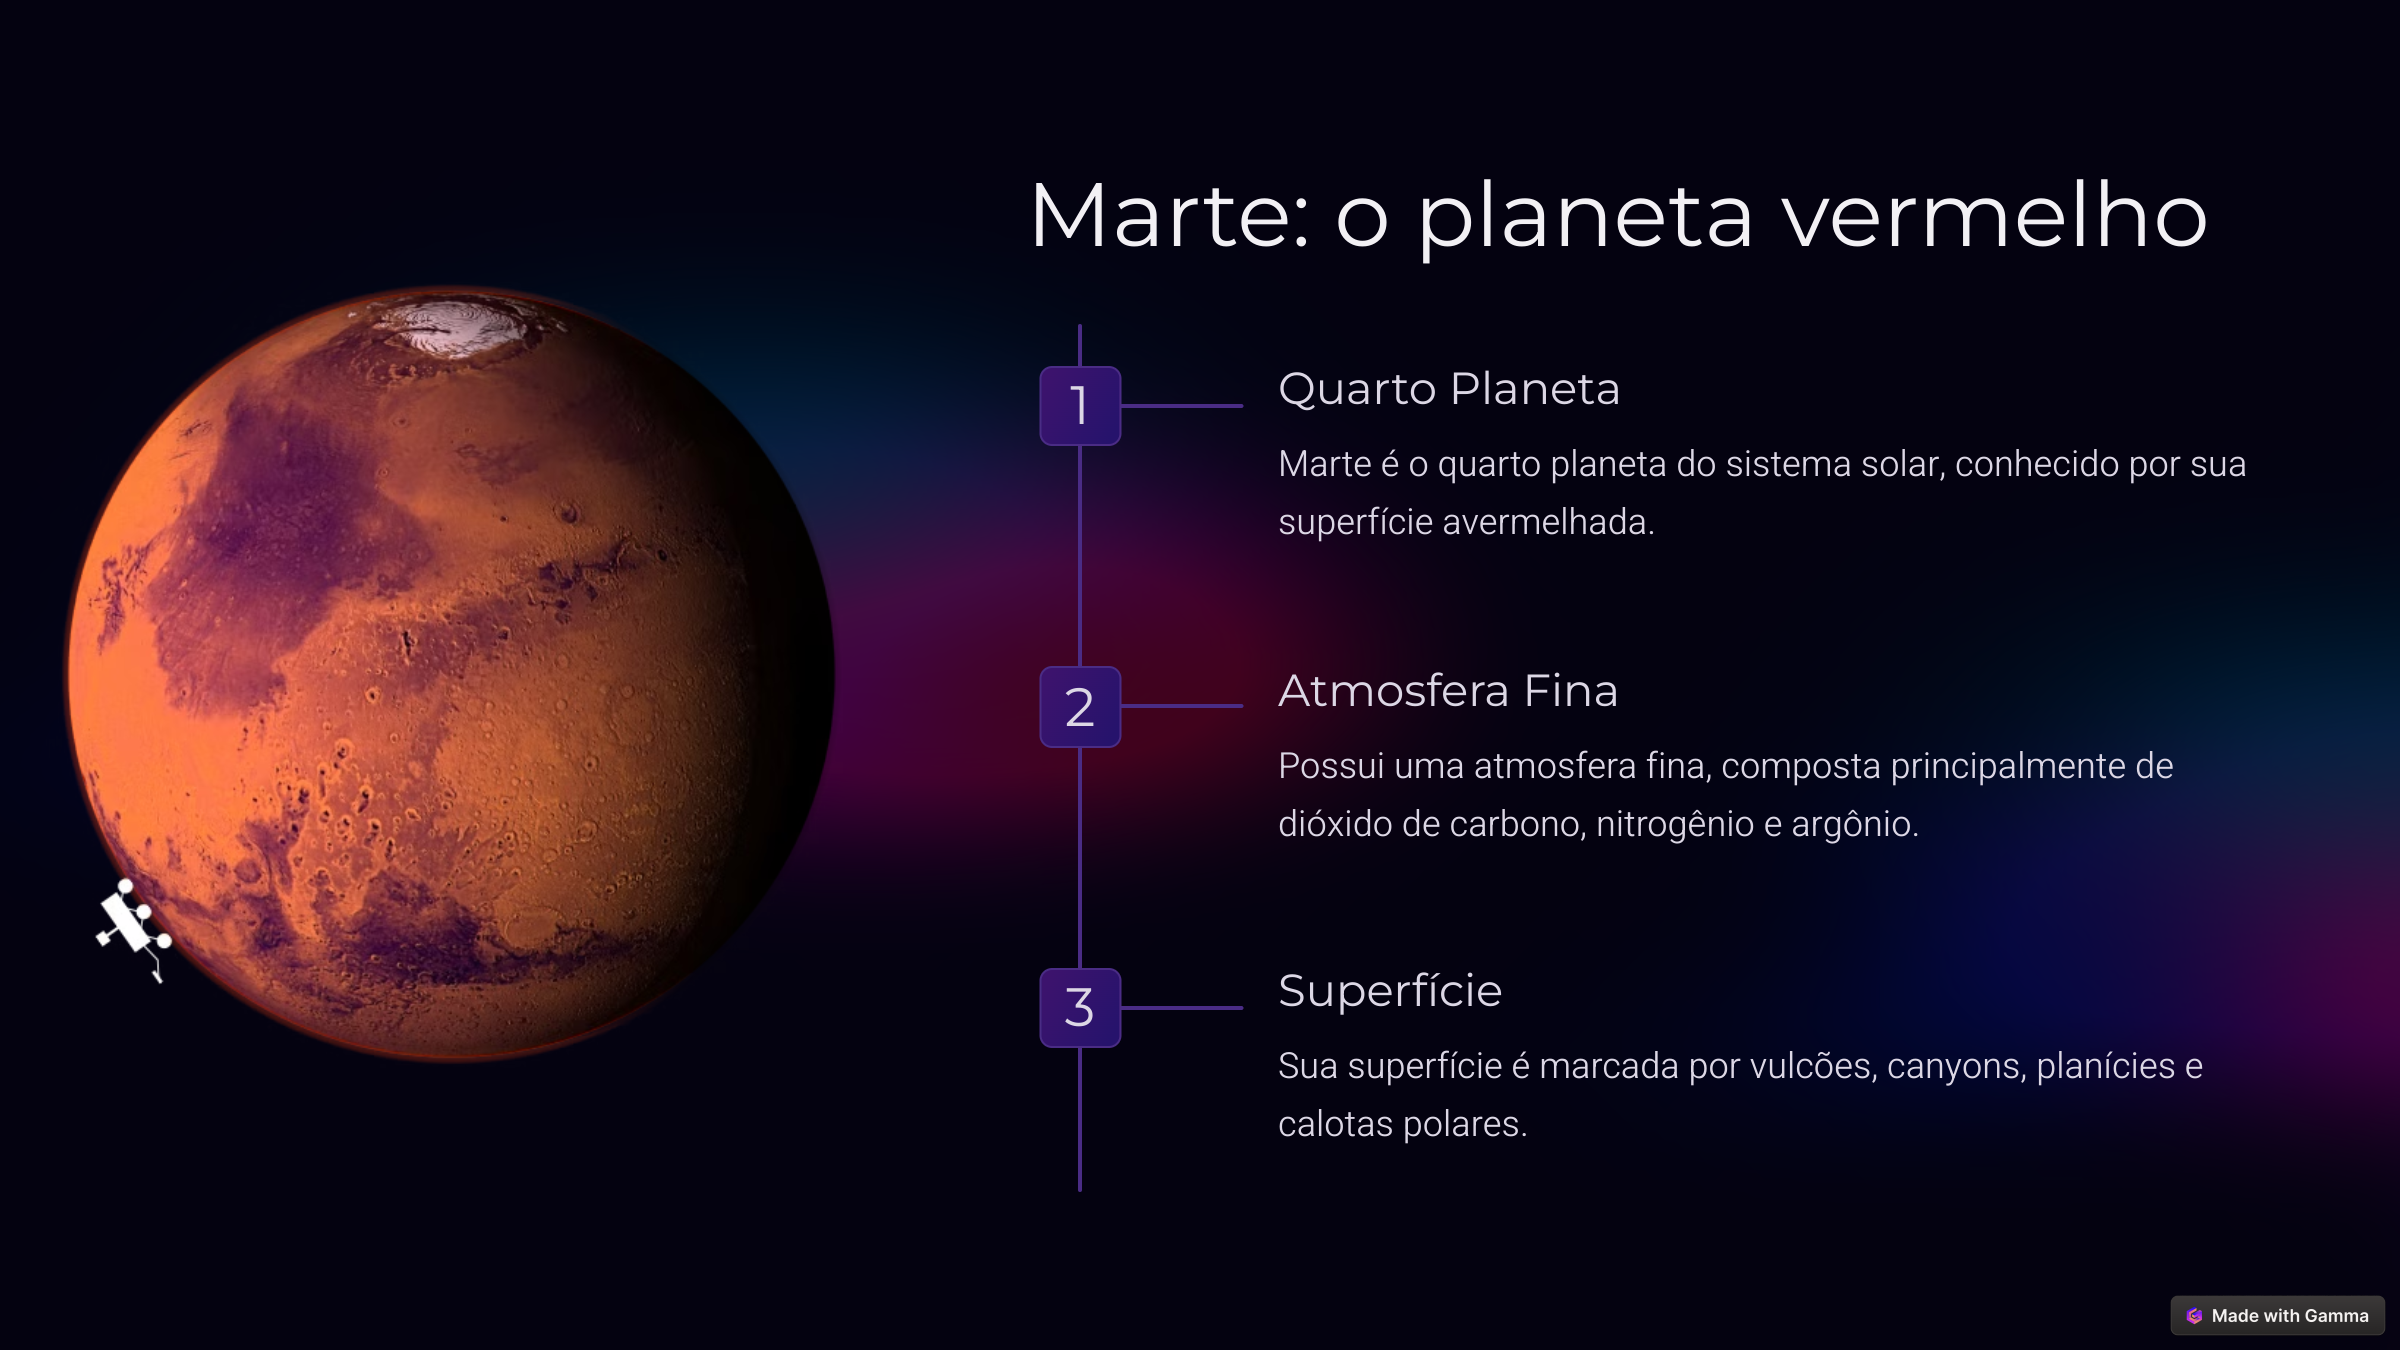 Marte: o planeta vermelho
1
Quarto Planeta
Marte é o quarto planeta do sistema solar, conhecido por sua
superfície avermelhada.
2
Atmosfera Fina
Possui uma atmosfera fina, composta principalmente de
dióxido de carbono, nitrogênio e argônio.
3
Superfície
Sua superfície é marcada por vulcões, canyons, planícies e
calotas polares.
Made with Gamma